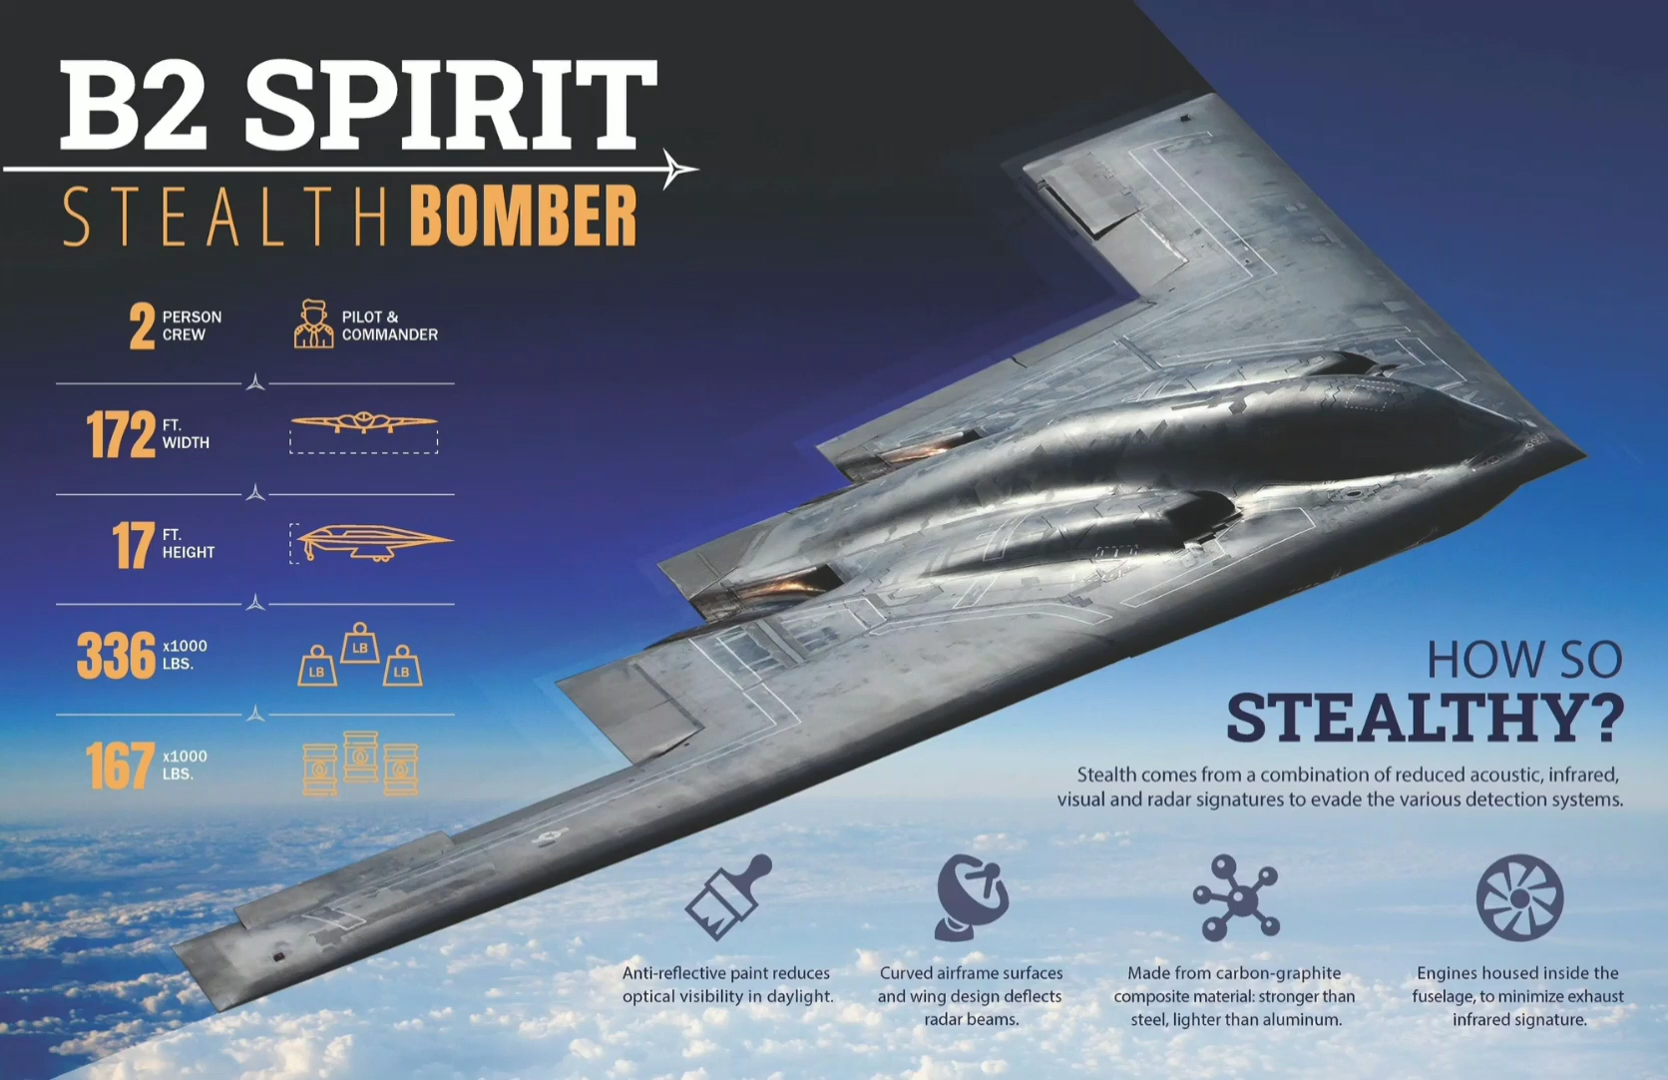 B2 SPIRIT
STEALTH BOMBER
2 PERSON
CREW
PILOT &
COMMANDER
172 FT.
WIDTH
17 FT.
HEIGHT
336 x1000
LBS.
LB
LB
LB
167 x1000
LBS.
HOW SO
STEALTHY?
Stealth comes from a combination of reduced acoustic, infrared,
visual and radar signatures to evade the various detection systems.
Anti-reflective paint reduces
optical visibility in daylight.
Curved airframe surfaces
and wing design deflects
radar beams.
Made from carbon-graphite
composite material: stronger than
steel, lighter than aluminum.
Engines housed inside the
fuselage, to minimize exhaust
infrared signature.